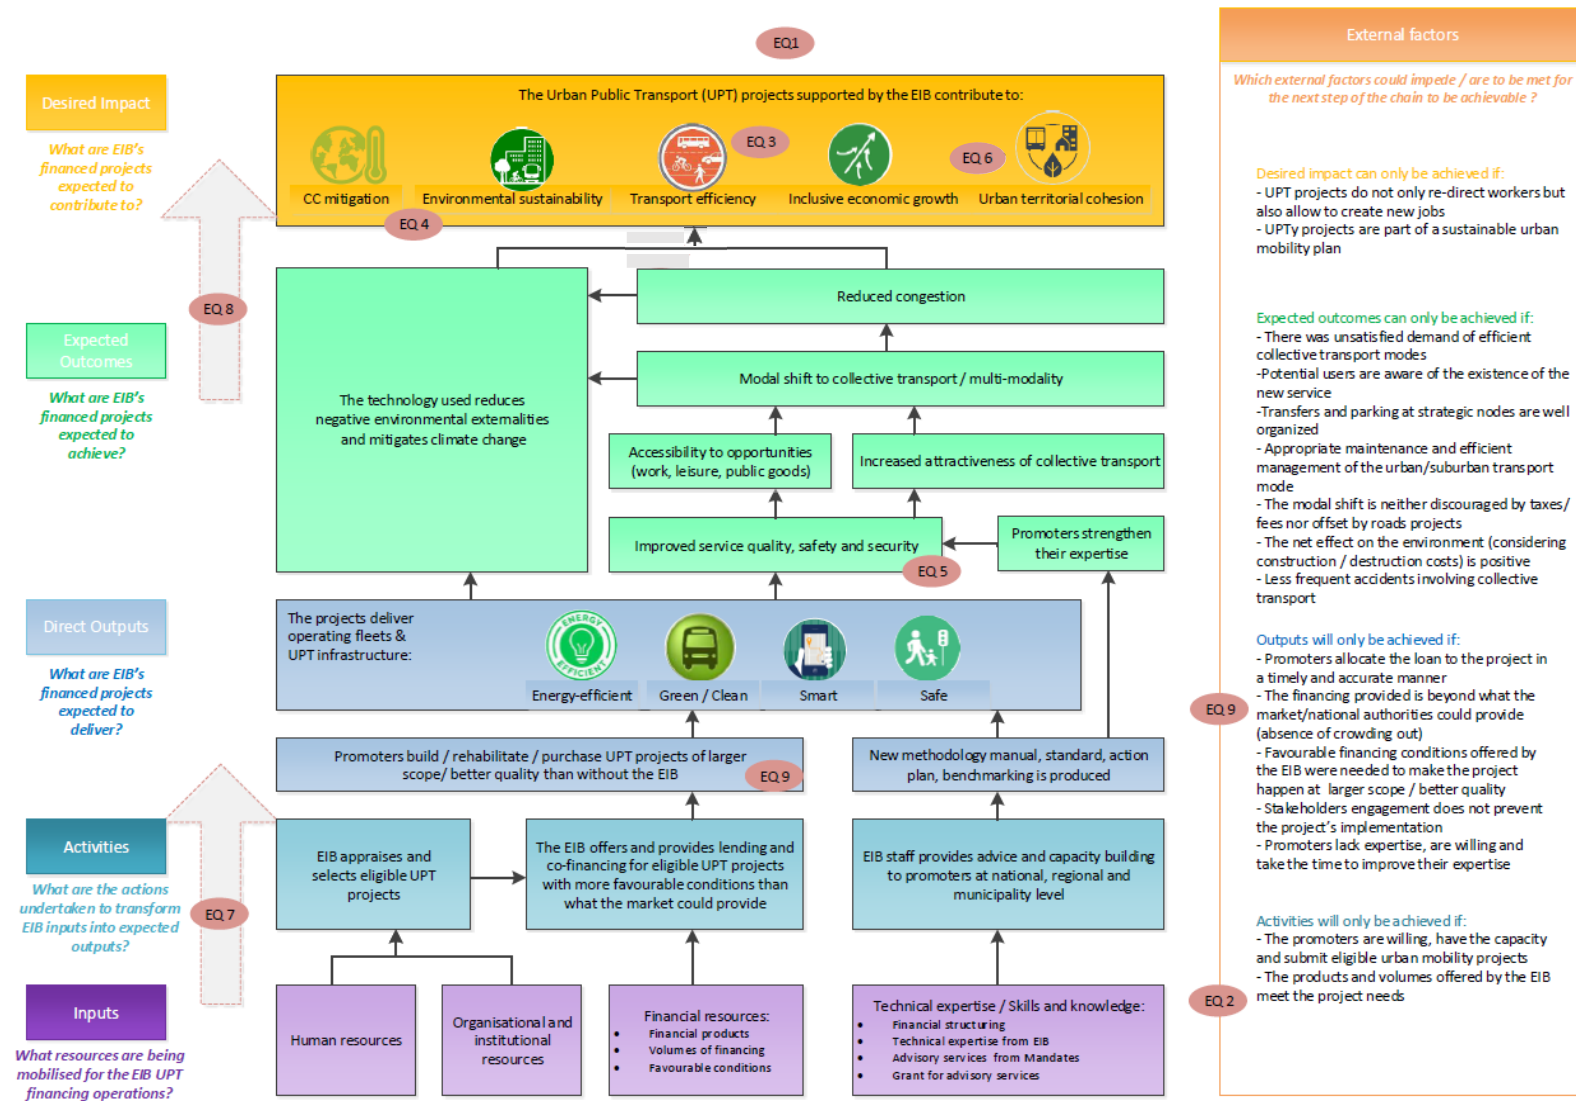 EQ1
Desired Impact
What are EIB's
financed projects
expected to
contribute to?
The Urban Public Transport (UPT) projects supported by the EIB contribute to:
EQ 3
EQ 6
CC mitigation
Environmental sustainability
Transport efficiency
Inclusive economic growth
Urban territorial cohesion
EQ 4
EQ 8
Expected
Outcomes
What are EIB's
financed projects
expected to
achieve?
The technology used reduces
negative environmental externalities
and mitigates climate change
Reduced congestion
Modal shift to collective transport / multi-modality
Accessibility to opportunities
(work, leisure, public goods)
Increased attractiveness of collective transport
Improved service quality, safety and security
Promoters strengthen
their expertise
EQ 5
Direct Outputs
What are EIB's
financed projects
expected to
deliver?
The projects deliver
operating fleets &
UPT infrastructure:
ENERGY
EFFICIENT
Energy-efficient
Green / Clean
Smart
Safe
Promoters build / rehabilitate / purchase UPT projects of larger
scope/ better quality than without the EIB
EQ 9
New methodology manual, standard, action
plan, benchmarking is produced
Activities
What are the actions
undertaken to transform
EIB inputs into expected
outputs?
EQ 7
EIB appraises and
selects eligible UPT
projects
The EIB offers and provides lending and
co-financing for eligible UPT projects
with more favourable conditions than
what the market could provide
EIB staff provides advice and capacity building
to promoters at national, regional and
municipality level
Inputs
What resources are being
mobilised for the EIB UPT
financing operations?
Human resources
Organisational and
institutional
resources
Financial resources:
• Financial products
• Volumes of financing
• Favourable conditions
Technical expertise / Skills and knowledge:
• Financial structuring
• Technical expertise from EIB
• Advisory services from Mandates
• Grant for advisory services
External factors
Which external factors could impede / are to be met for
the next step of the chain to be achievable ?
Desired impact can only be achieved if:
- UPT projects do not only re-direct workers but
also allow to create new jobs
- UPTy projects are part of a sustainable urban
mobility plan
Expected outcomes can only be achieved if:
- There was unsatisfied demand of efficient
collective transport modes
-Potential users are aware of the existence of the
new service
-Transfers and parking at strategic nodes are well
organized
- Appropriate maintenance and efficient
management of the urban/suburban transport
mode
- The modal shift is neither discouraged by taxes/
fees nor offset by roads projects
- The net effect on the environment (considering
construction / destruction costs) is positive
- Less frequent accidents involving collective
transport
Outputs will only be achieved if:
- Promoters allocate the loan to the project in
a timely and accurate manner
EQ 9
- The financing provided is beyond what the
market/national authorities could provide
(absence of crowding out)
- Favourable financing conditions offered by
the EIB were needed to make the project
happen at larger scope / better quality
- Stakeholders engagement does not prevent
the project's implementation
- Promoters lack expertise, are willing and
take the time to improve their expertise
Activities will only be achieved if:
- The promoters are willing, have the capacity
and submit eligible urban mobility projects
- The products and volumes offered by the EIB
meet the project needs
EQ 2